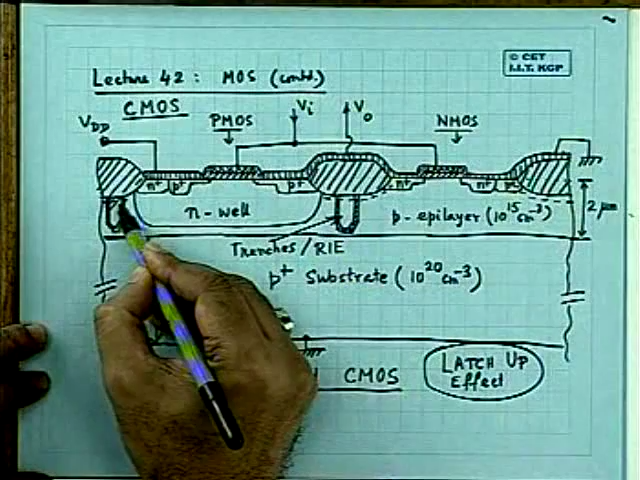 © CET
I.I.T. KGP
Lecture 42: MOS (contd.)
CMOS
Vi
Vo
VDD
PMOS
NMOS
n+ p+ p+ n+ n+ p+
n-well
p-epilayer (10^15 cm^-3)
2 μm
Trenches/RIE
p+ Substrate (10^20 cm^-3)
CMOS
LATCH UP
Effect